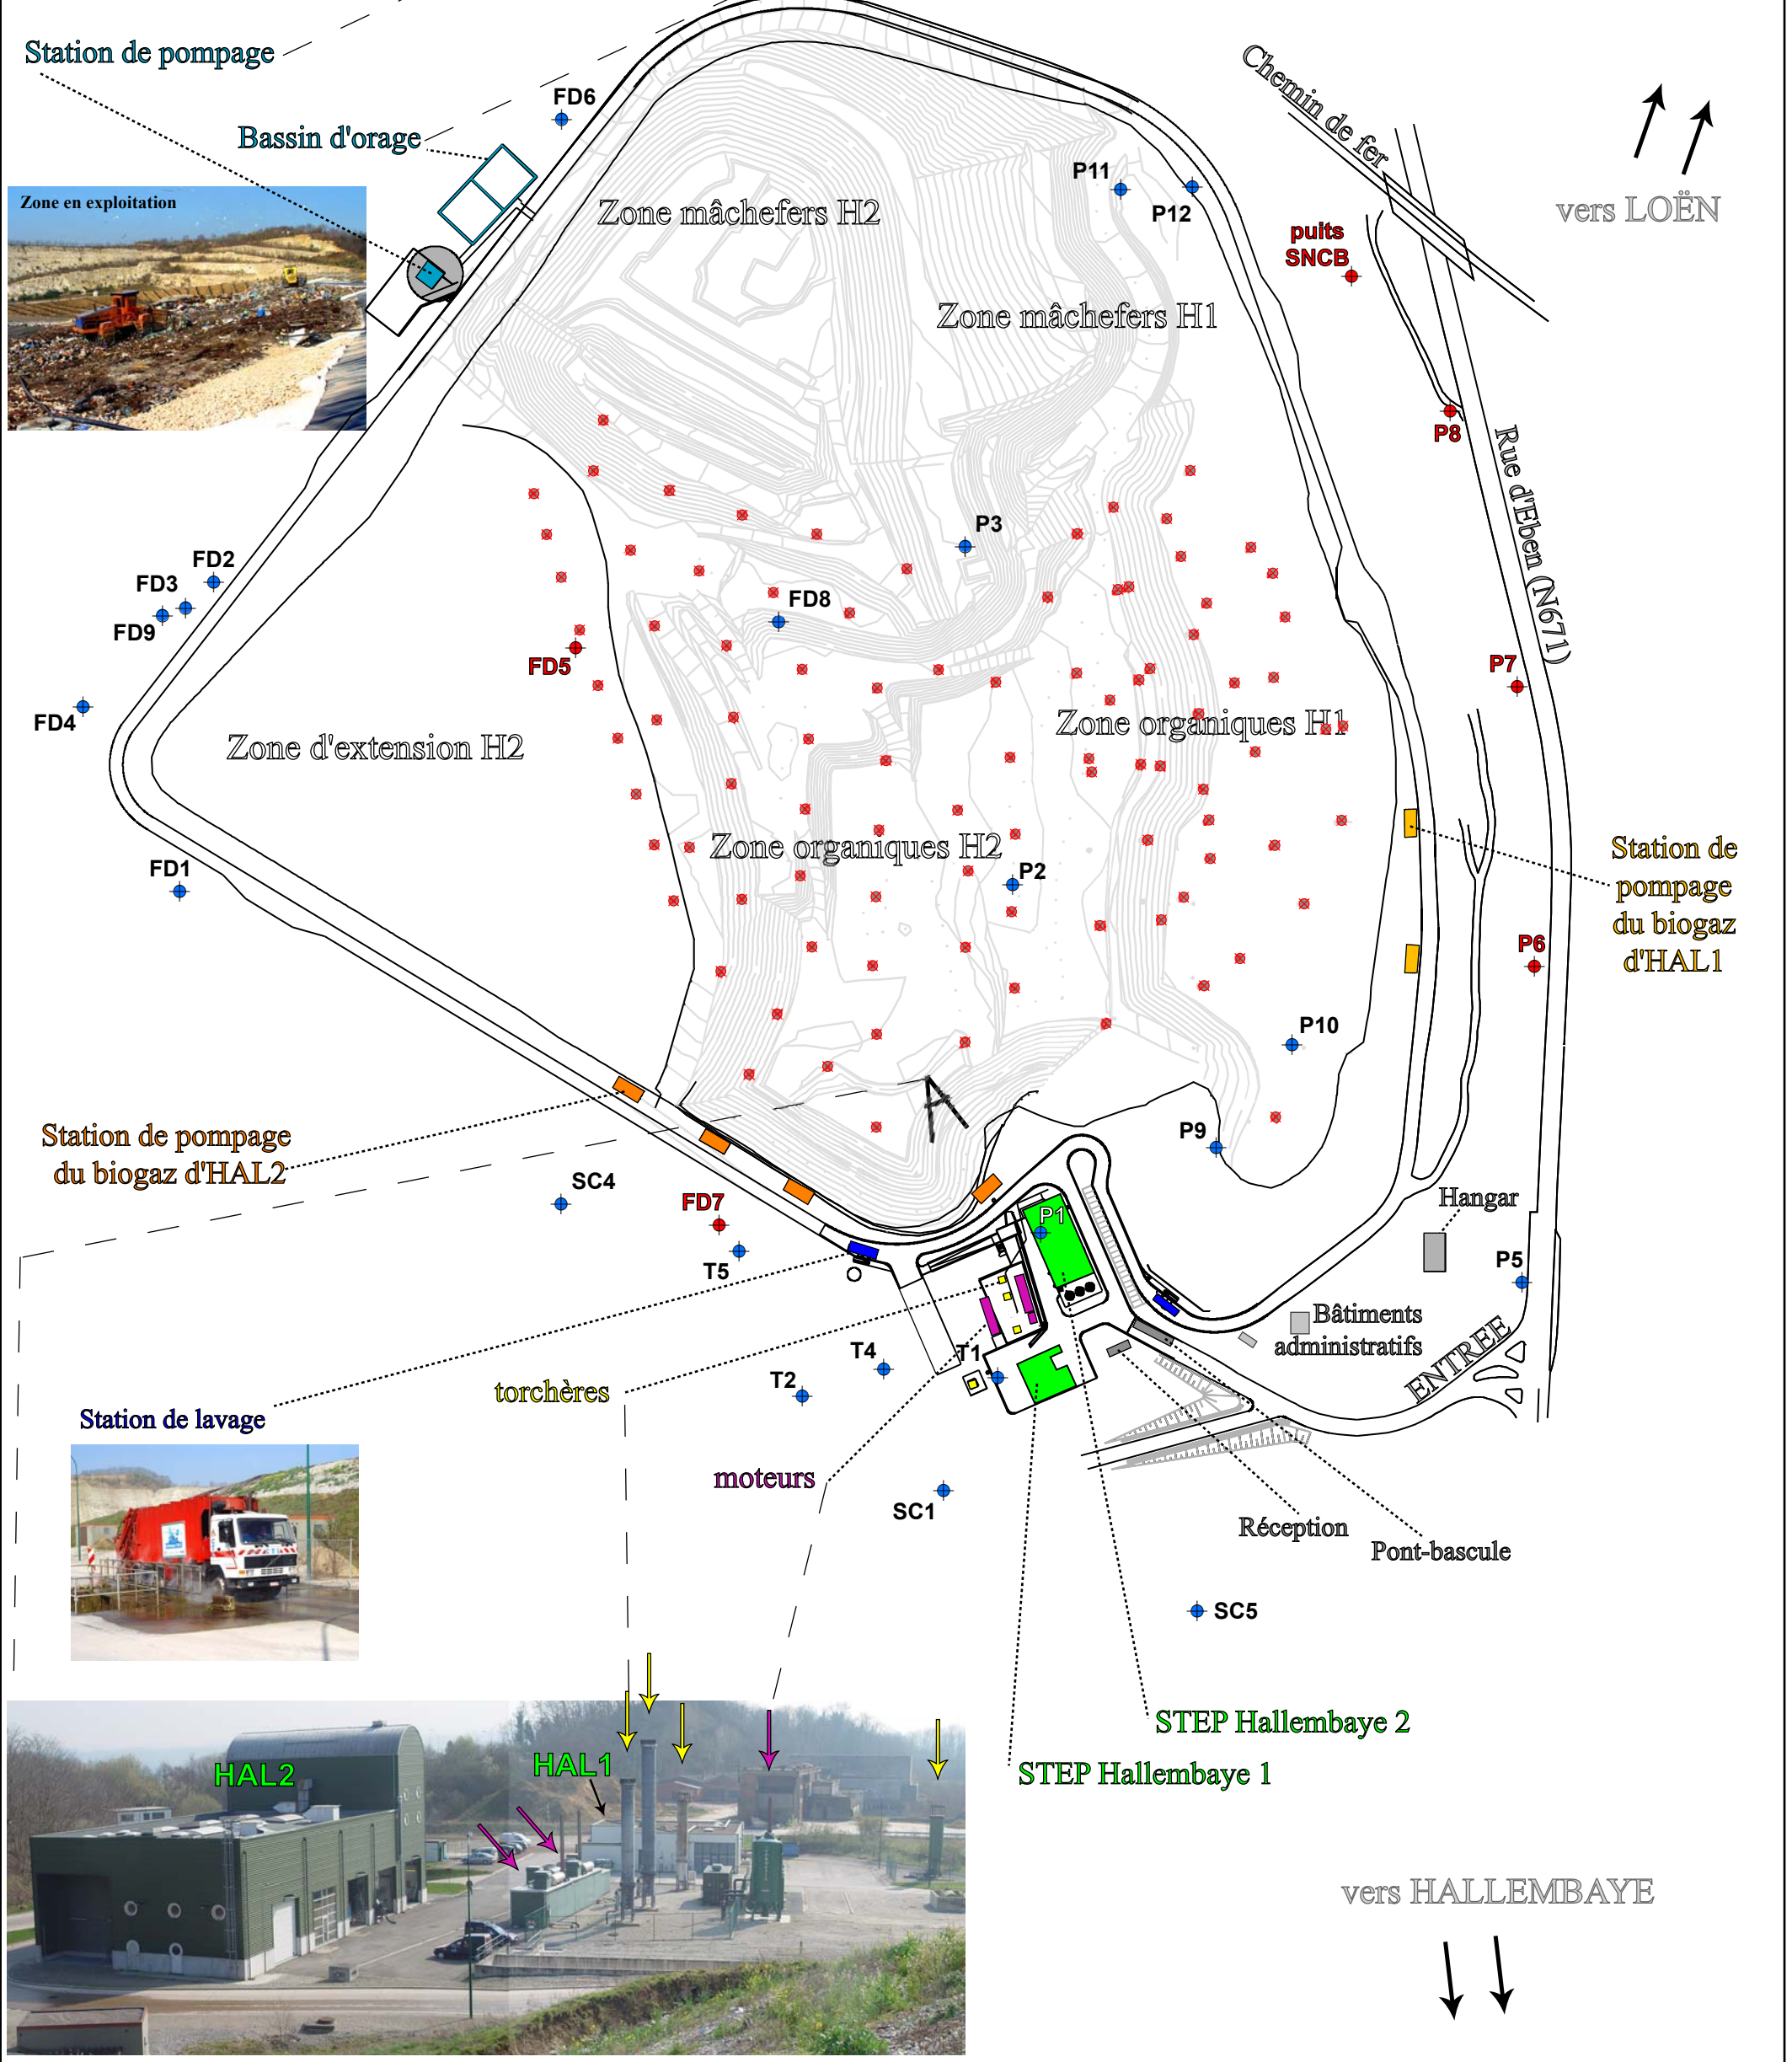 Station de pompage
Chemin de fer
FD6
Bassin d'orage
P11
P12
Zone en exploitation
Zone mâchefers H2
vers LOËN
puits
SNCB
Zone mâchefers H1
P8
Rue d'Eben (N671)
P3
FD2
FD3
FD9
FD8
FD5
P7
FD4
Zone d'extension H2
Zone organiques H1
Zone organiques H2
Station de
pompage
du biogaz
d'HAL1
FD1
P2
P6
P10
Station de pompage
du biogaz d'HAL2
P9
SC4
FD7
Hangar
P1
T5
P5
Bâtiments
administratifs
ENTREE
T4
T1
T2
torchères
Station de lavage
moteurs
SC1
Réception
Pont-bascule
SC5
STEP Hallembaye 2
STEP Hallembaye 1
HAL2
HAL1
vers HALLEMBAYE